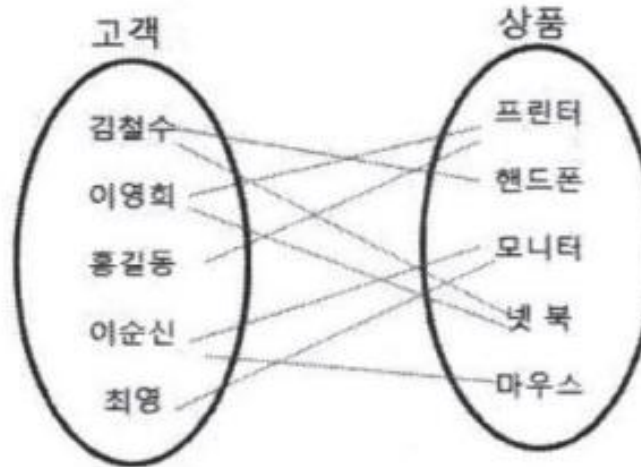 고객
김철수
이영희
홍길동
이순신
최영
상품
프린터
핸드폰
모니터
넷 북
마우스